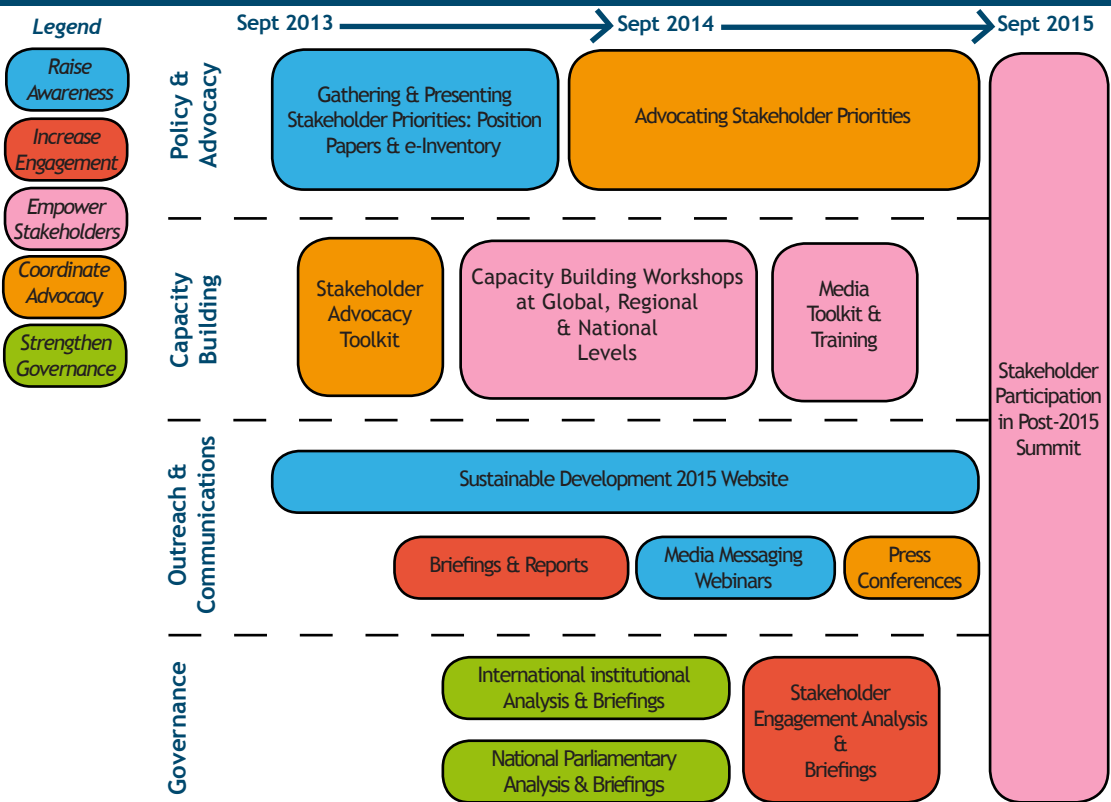 Legend
Sept 2013
Sept 2014
Sept 2015
Raise
Awareness
Increase
Engagement
Empower
Stakeholders
Coordinate
Advocacy
Strengthen
Governance
Policy &
Advocacy
Gathering & Presenting
Stakeholder Priorities: Position
Papers & e-Inventory
Advocating Stakeholder Priorities
Capacity
Building
Stakeholder
Advocacy
Toolkit
Capacity Building Workshops
at Global, Regional
& National
Levels
Media
Toolkit &
Training
Stakeholder
Participation
in Post-2015
Summit
Outreach &
Communications
Sustainable Development 2015 Website
Briefings & Reports
Media Messaging
Webinars
Press
Conferences
Governance
International institutional
Analysis & Briefings
National Parliamentary
Analysis & Briefings
Stakeholder
Engagement Analysis
&
Briefings